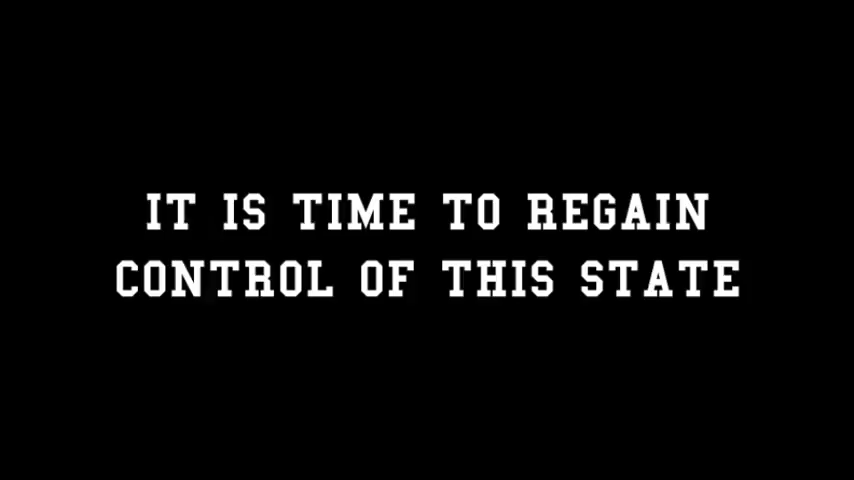 IT IS TIME TO REGAIN
CONTROL OF THIS STATE